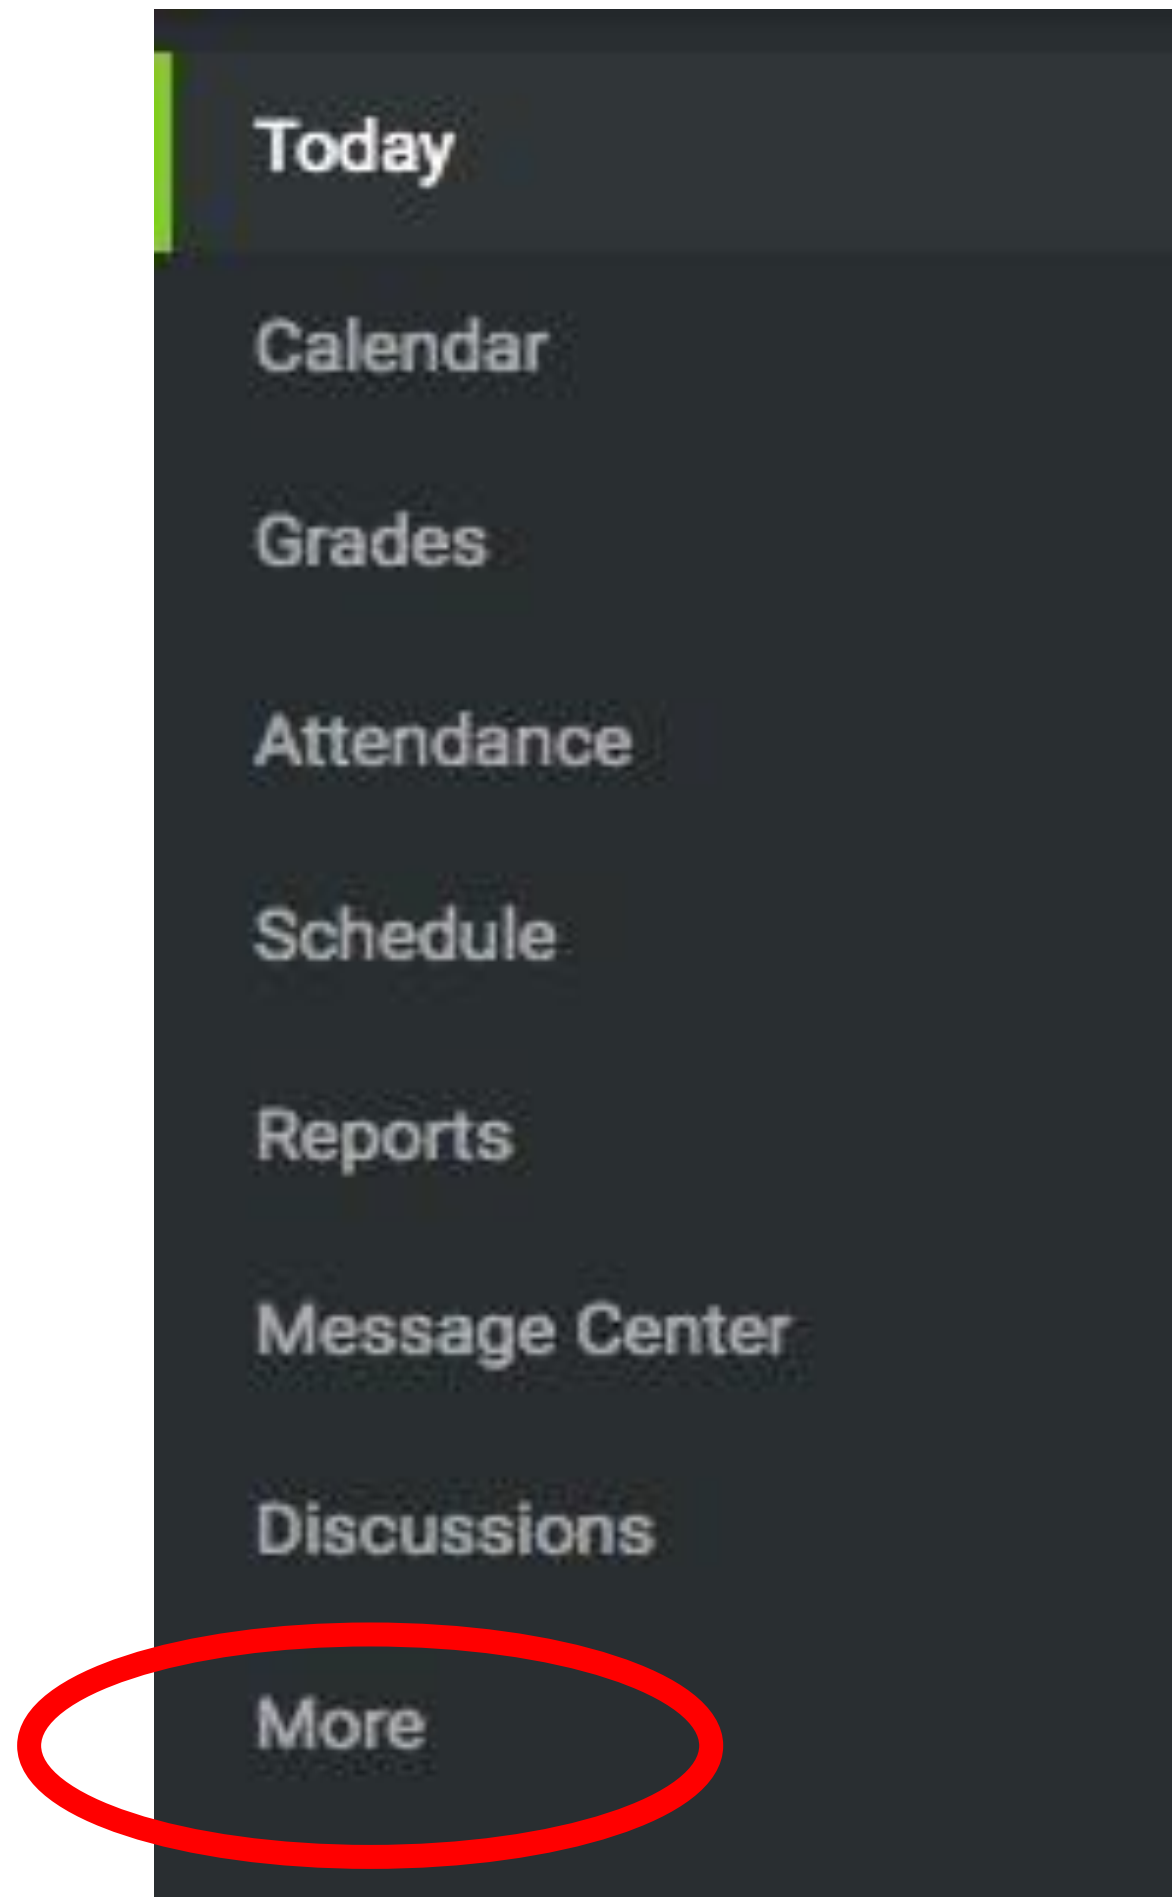 Today
Calendar
Grades
Attendance
Schedule
Reports
Message Center
Discussions
More